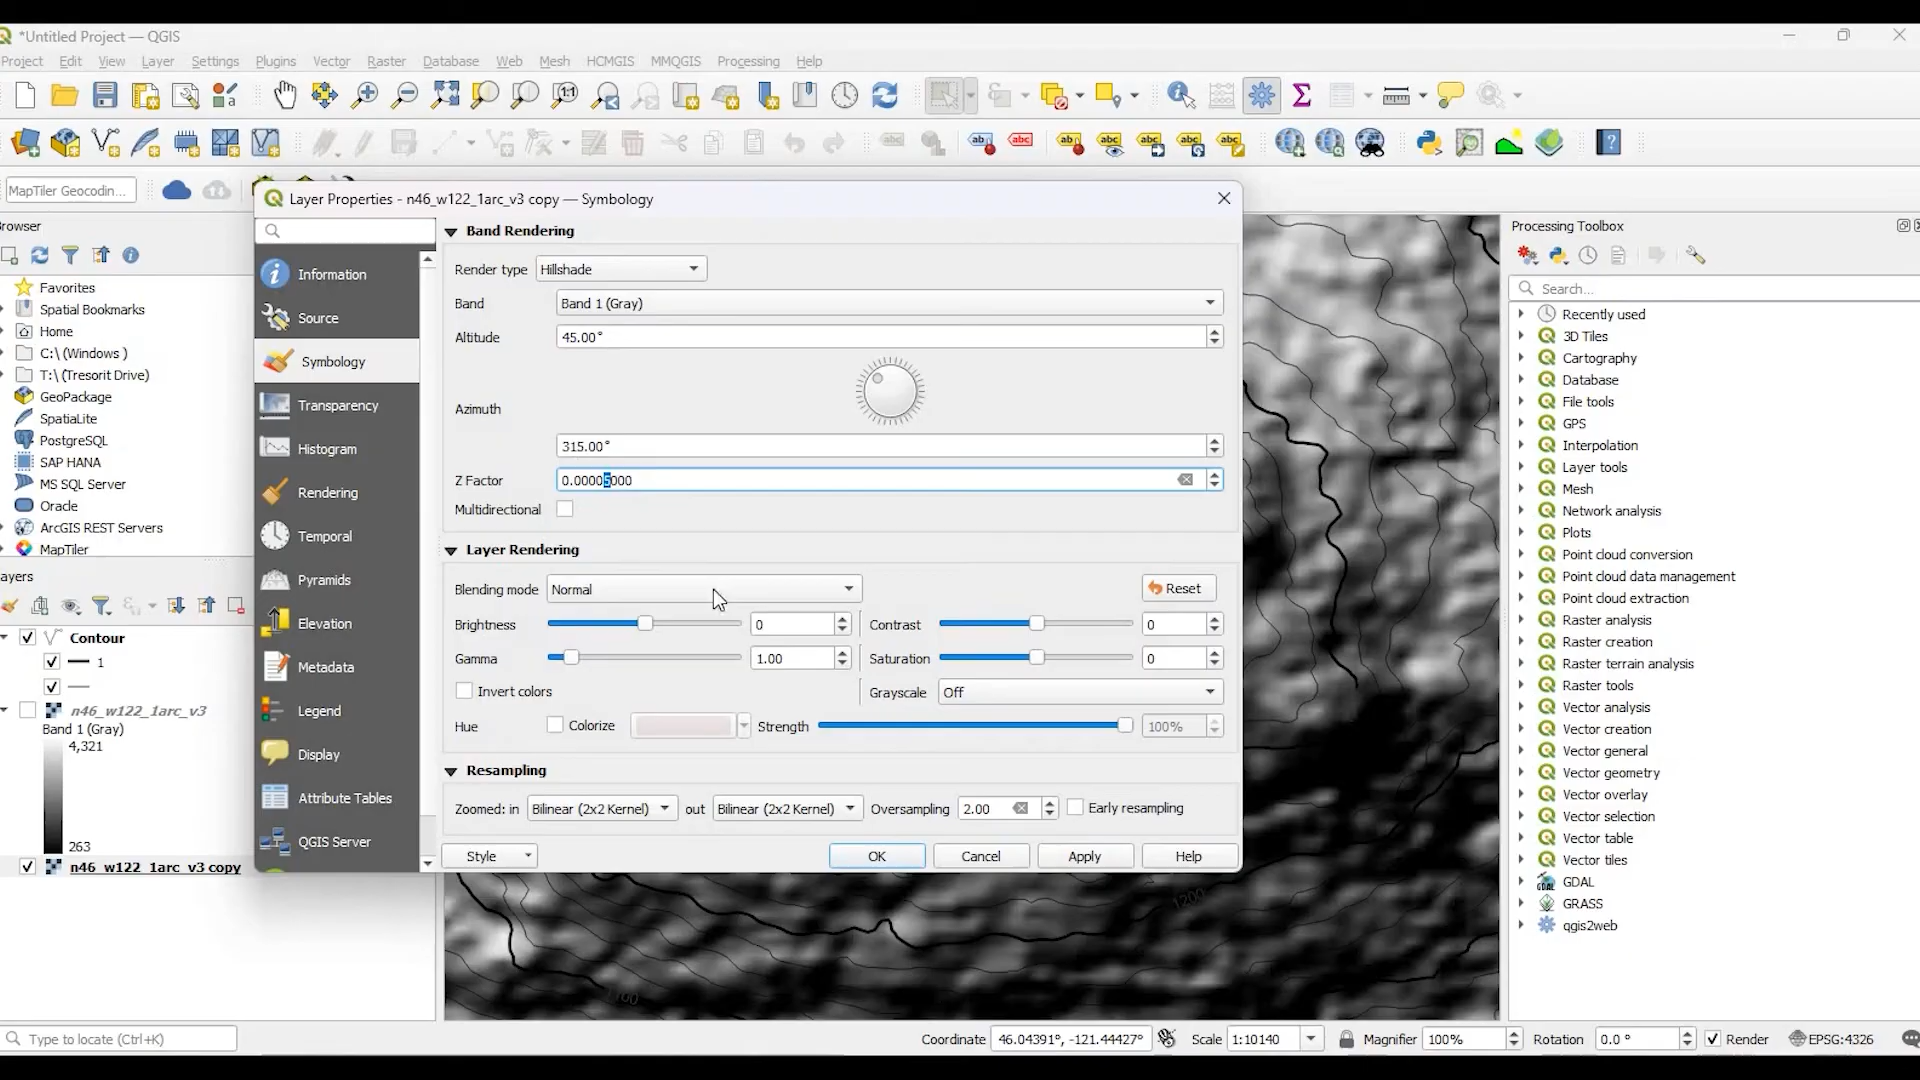 *Untitled Project — QGIS
Project Edit View Layer Settings Plugins Vector Raster Database Web Mesh HCMGIS MMQGIS Processing Help
MapTiler Geocodin...
Layer Properties - n46_w122_1arc_v3 copy — Symbology
Information
Source
Symbology
Transparency
Histogram
Rendering
Temporal
Pyramids
Elevation
Metadata
Legend
Display
Attribute Tables
QGIS Server
Band Rendering
Render type Hillshade
Band Band 1 (Gray)
Altitude 45.00°
Azimuth
315.00°
Z Factor 0.00005000
Multidirectional
Layer Rendering
Blending mode Normal Reset
Brightness 0 Contrast 0
Gamma 1.00 Saturation 0
Invert colors Grayscale Off
Hue Colorize Strength 100%
Resampling
Zoomed: in Bilinear (2x2 Kernel) out Bilinear (2x2 Kernel) Oversampling 2.00 Early resampling
Style OK Cancel Apply Help
rowser
Favorites
Spatial Bookmarks
Home
C:\ (Windows )
T:\ (Tresorit Drive)
GeoPackage
SpatiaLite
PostgreSQL
SAP HANA
MS SQL Server
Oracle
ArcGIS REST Servers
MapTiler
ayers
Contour
1
n46_w122_1arc_v3
Band 1 (Gray)
4,321
263
n46_w122_1arc_v3 copy
1200
1700
Processing Toolbox
Search...
Recently used
3D Tiles
Cartography
Database
File tools
GPS
Interpolation
Layer tools
Mesh
Network analysis
Plots
Point cloud conversion
Point cloud data management
Point cloud extraction
Raster analysis
Raster creation
Raster terrain analysis
Raster tools
Vector analysis
Vector creation
Vector general
Vector geometry
Vector overlay
Vector selection
Vector table
Vector tiles
GDAL
GRASS
qgis2web
Type to locate (Ctrl+K) Coordinate 46.04391°, -121.44427° Scale 1:10140 Magnifier 100% Rotation 0.0 ° Render EPSG:4326